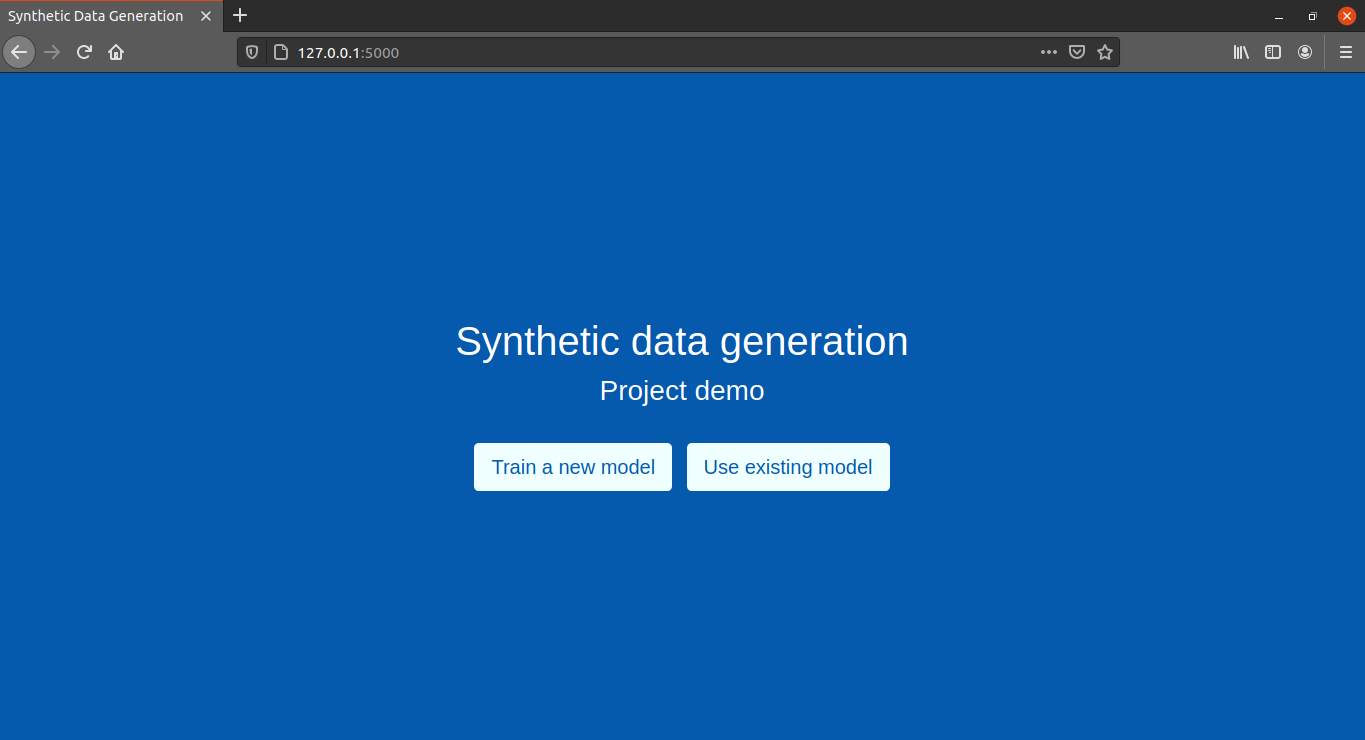 Synthetic Data Generation
127.0.0.1:5000
Synthetic data generation
Project demo
Train a new model
Use existing model